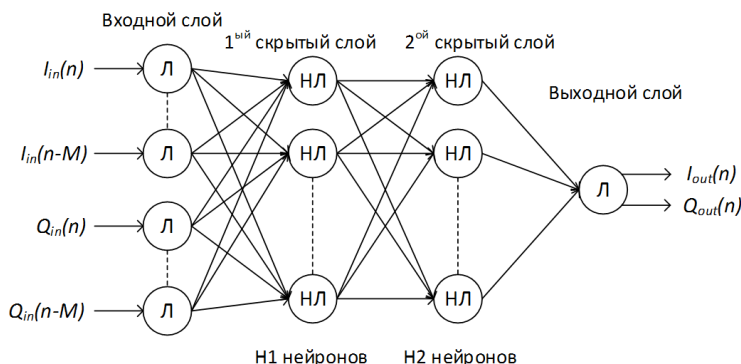 Входной слой
1ый скрытый слой
2ой скрытый слой
Выходной слой
Iin(n)
Л
НЛ
НЛ
Iin(n-M)
Л
НЛ
НЛ
Л
Iout(n)
Qout(n)
Qin(n)
Л
Qin(n-M)
Л
НЛ
НЛ
H1 нейронов
H2 нейронов